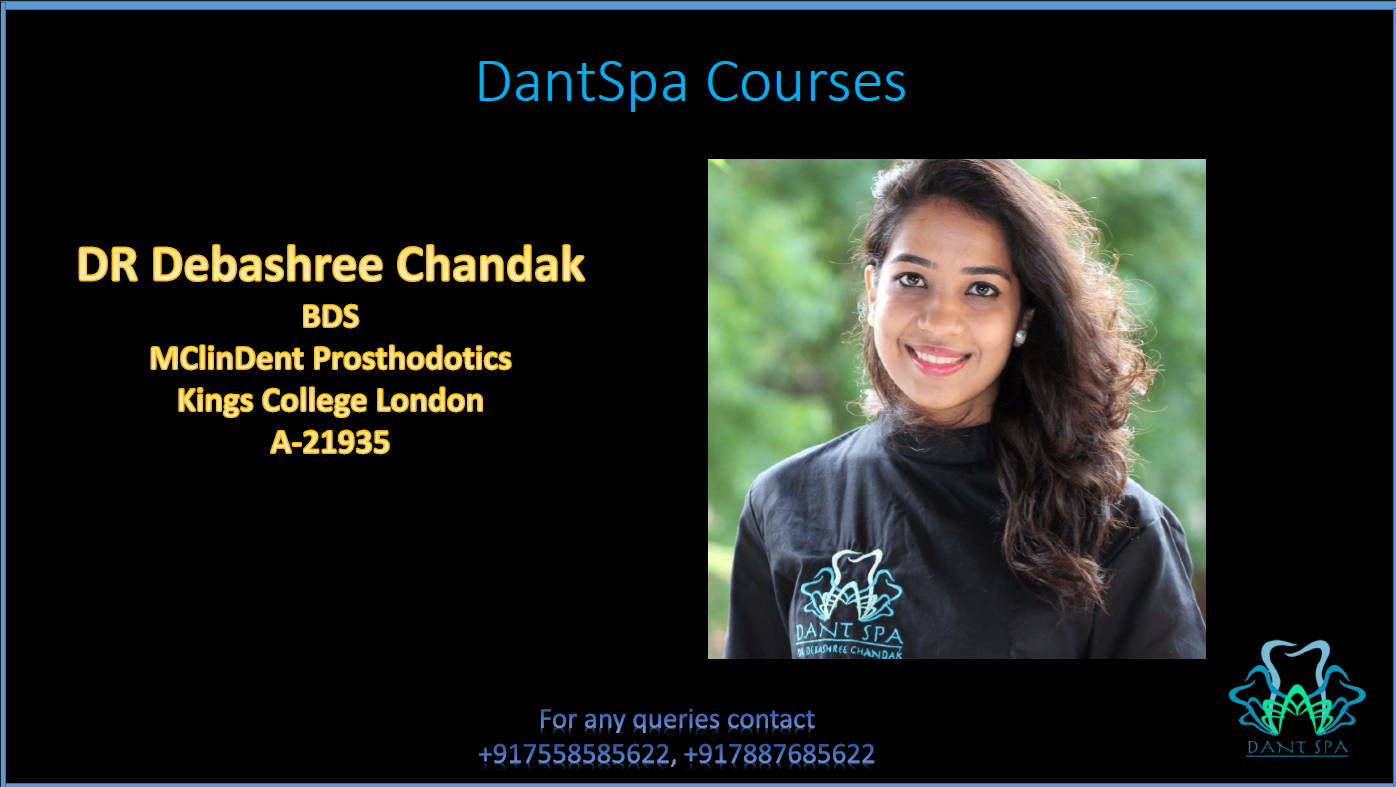 DantSpa Courses
DR Debashree Chandak
BDS
MClinDent Prosthodotics
Kings College London
A-21935
DANT SPA
DR DEBASHREE CHANDAK
For any queries contact
+917558585622, +917887685622
DANT SPA